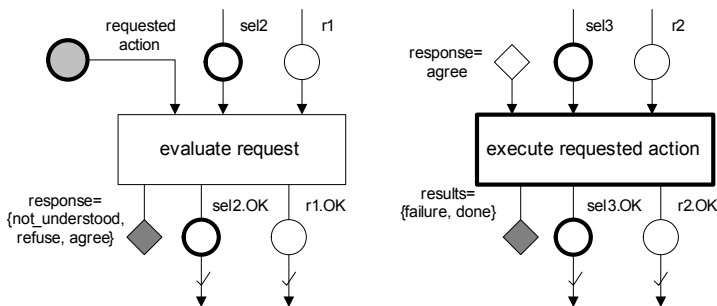 requested
action
sel2
r1
evaluate request
response=
{not_understood,
refuse, agree}
sel2.OK
r1.OK
response=
agree
sel3
r2
execute requested action
results=
{failure, done}
sel3.OK
r2.OK